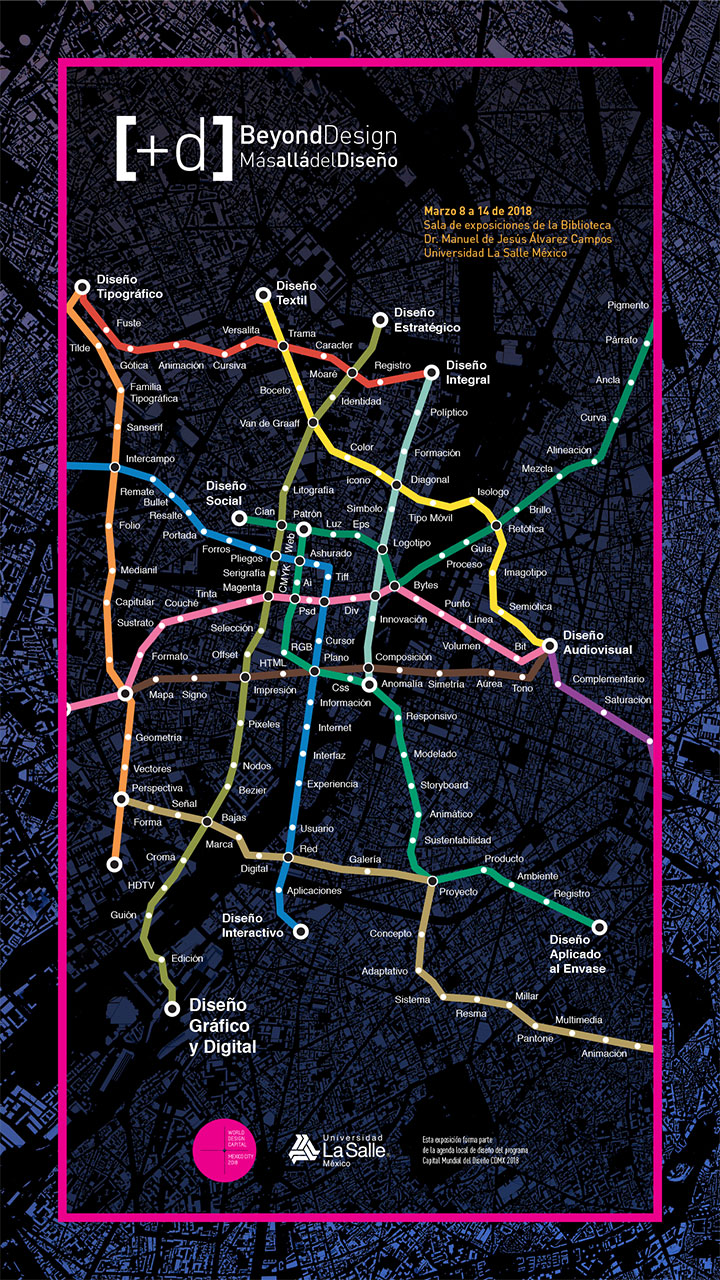 [+d] BeyondDesign
MásalládelDiseño
Marzo 8 a 14 de 2018
Sala de exposiciones de la Biblioteca
Dr. Manuel de Jesús Álvarez Campos
Universidad La Salle México
Diseño
Tipográfico
Diseño
Textil
Diseño
Estratégico
Pigmento
Fuste
Versalita
Trama
Caracter
Párrafo
Tilde
Gótica
Animación
Cursiva
Moaré
Registro
Diseño
Integral
Ancla
Familia
Tipográfica
Boceto
Identidad
Políptico
Curva
Sanserif
Van de Graaff
Color
Formación
Alineación
Intercampo
Icono
Diagonal
Mezcla
Remate
Bullet
Resalte
Portada
Diseño
Social
Litografía
Isologo
Símbolo
Tipo Móvil
Brillo
Folio
Cian
Patrón
Luz
Eps
Retótica
Forros
Web
Logotipo
Guía
Proceso
Pliegos
Ashurado
Medianil
Serigrafía
CMYK
Ai
Tiff
Bytes
Imagotipo
Magenta
Capitular
Couché
Tinta
Psd
Div
Punto
Semiótica
Sustrato
Selección
Cursor
Innovación
Línea
Diseño
Audiovisual
Formato
Offset
RGB
Volumen
Bit
HTML
Plano
Composición
Mapa
Signo
Impresión
Css
Anomalía
Simetría
Aúrea
Tono
Complementario
Información
Saturación
Geometría
Pixeles
Internet
Responsivo
Vectores
Nodos
Interfaz
Modelado
Perspectiva
Bezier
Experiencia
Storyboard
Señal
Forma
Bajas
Animático
Marca
Usuario
Sustentabilidad
Croma
Digital
Red
Galería
Producto
HDTV
Aplicaciones
Proyecto
Ambiente
Registro
Guión
Diseño
Interactivo
Concepto
Diseño
Aplicado
al Envase
Edición
Adaptativo
Diseño
Gráfico
y Digital
Sistema
Millar
Resma
Multimedia
Pantone
Animación
WORLD
DESIGN
CAPITAL
MEXICO CITY
2018
Universidad
La Salle
México
Esta exposición forma parte
de la agenda local de diseño del programa
Capital Mundial del Diseño CDMX 2018